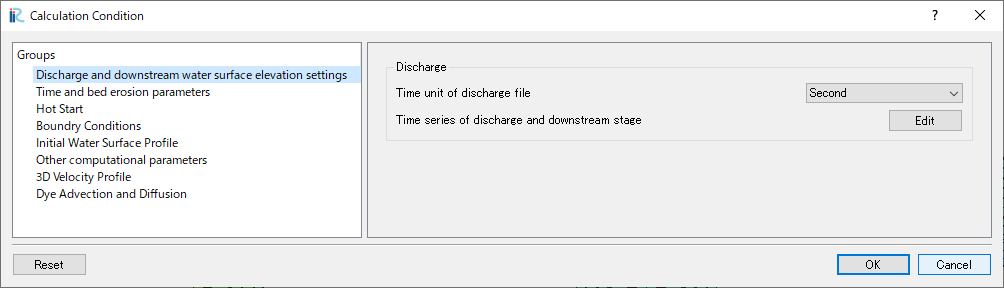 Calculation Condition
Groups
Discharge and downstream water surface elevation settings
Time and bed erosion parameters
Hot Start
Boundry Conditions
Initial Water Surface Profile
Other computational parameters
3D Velocity Profile
Dye Advection and Diffusion
Discharge
Time unit of discharge file
Second
Time series of discharge and downstream stage
Edit
Reset
OK
Cancel